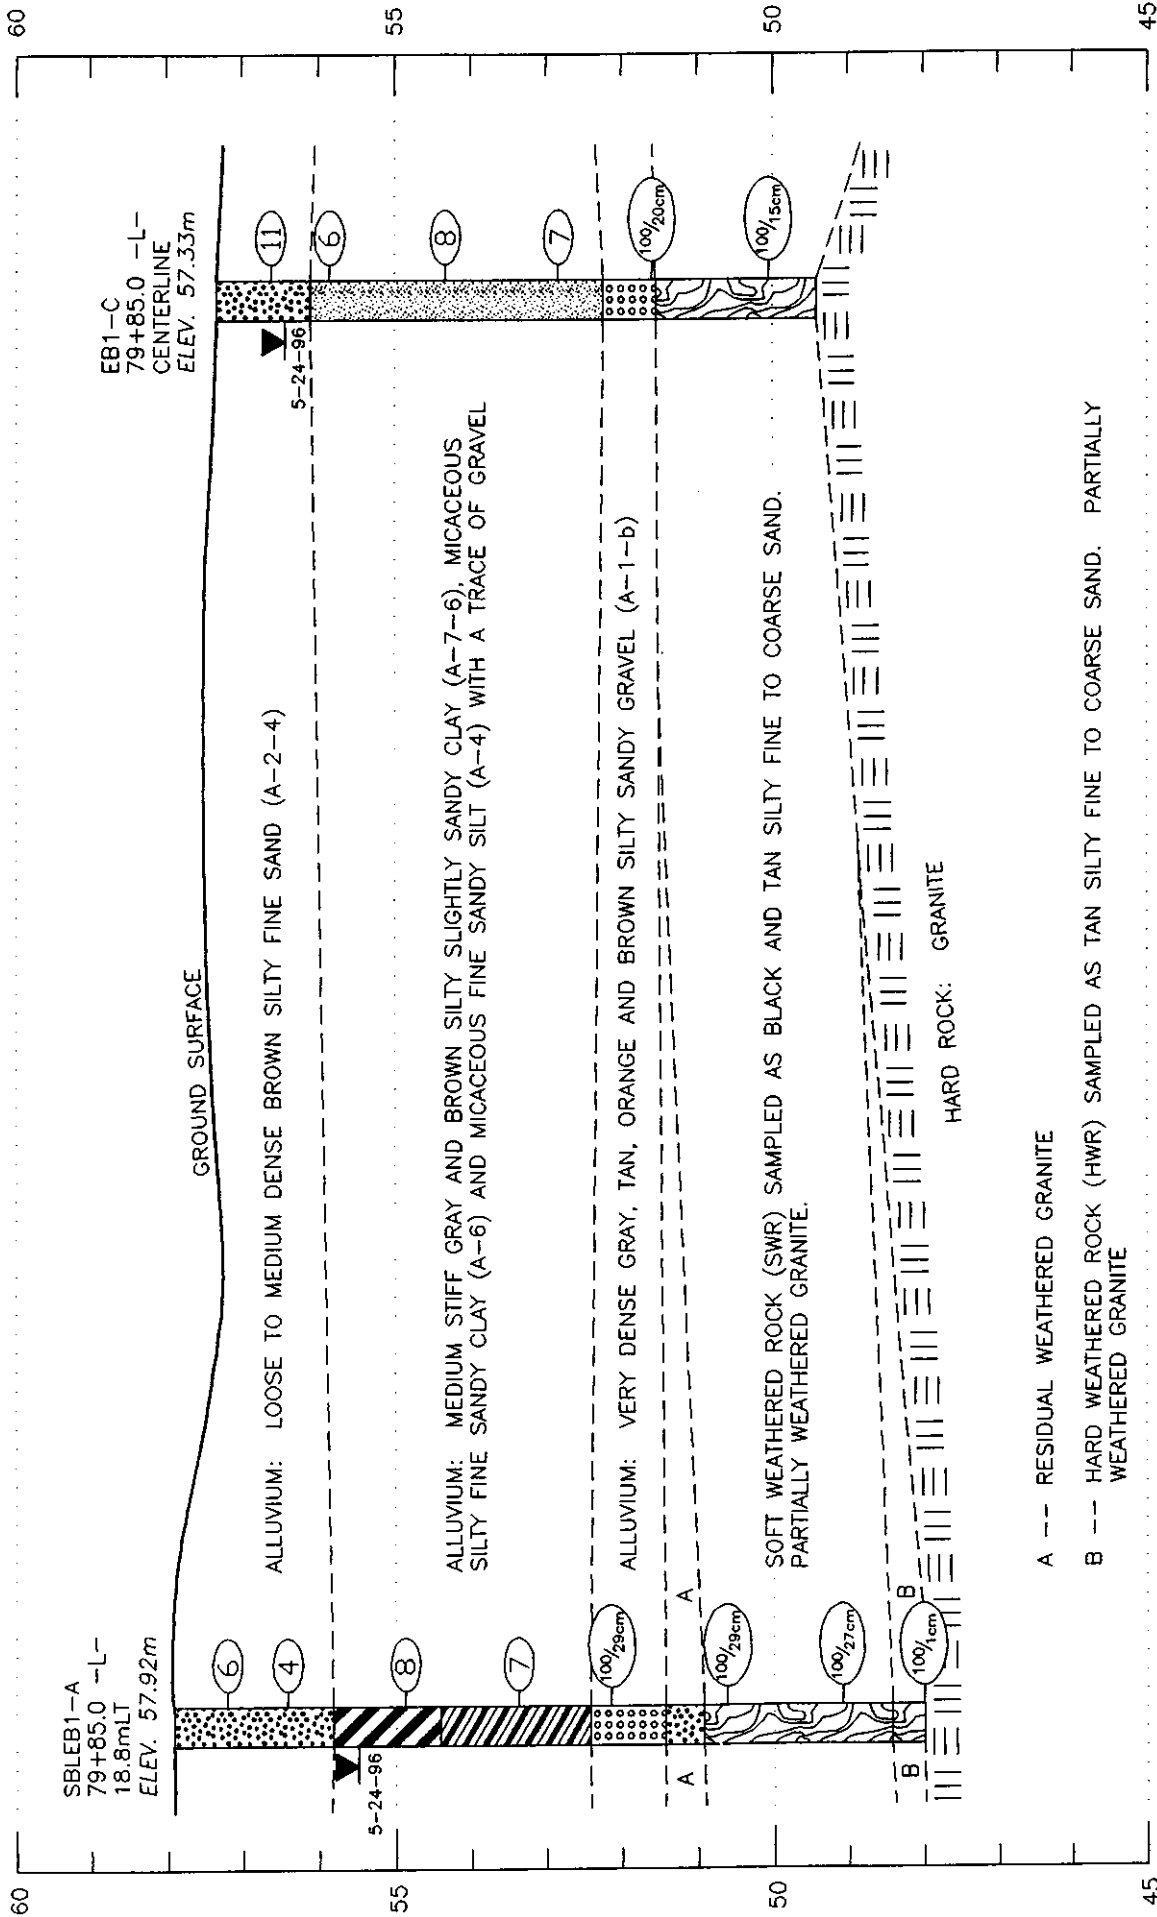 60
55
50
45
SBLEB1-A
79+85.0 -L-
18.8mLT
ELEV. 57.92m
6
4
8
7
100/29cm
100/29cm
100/27cm
100/1cm
5-24-96
A
A
B
B
GROUND SURFACE
ALLUVIUM: LOOSE TO MEDIUM DENSE BROWN SILTY FINE SAND (A-2-4)
ALLUVIUM: MEDIUM STIFF GRAY AND BROWN SILTY SLIGHTLY SANDY CLAY (A-7-6), MICACEOUS
SILTY FINE SANDY CLAY (A-6) AND MICACEOUS FINE SANDY SILT (A-4) WITH A TRACE OF GRAVEL
ALLUVIUM: VERY DENSE GRAY, TAN, ORANGE AND BROWN SILTY SANDY GRAVEL (A-1-b)
SOFT WEATHERED ROCK (SWR) SAMPLED AS BLACK AND TAN SILTY FINE TO COARSE SAND.
PARTIALLY WEATHERED GRANITE.
HARD ROCK: GRANITE
A -- RESIDUAL WEATHERED GRANITE
B -- HARD WEATHERED ROCK (HWR) SAMPLED AS TAN SILTY FINE TO COARSE SAND. PARTIALLY
WEATHERED GRANITE
EB1-C
79+85.0 -L-
CENTERLINE
ELEV. 57.33m
11
6
8
7
100/20cm
100/15cm
5-24-96
60
55
50
45